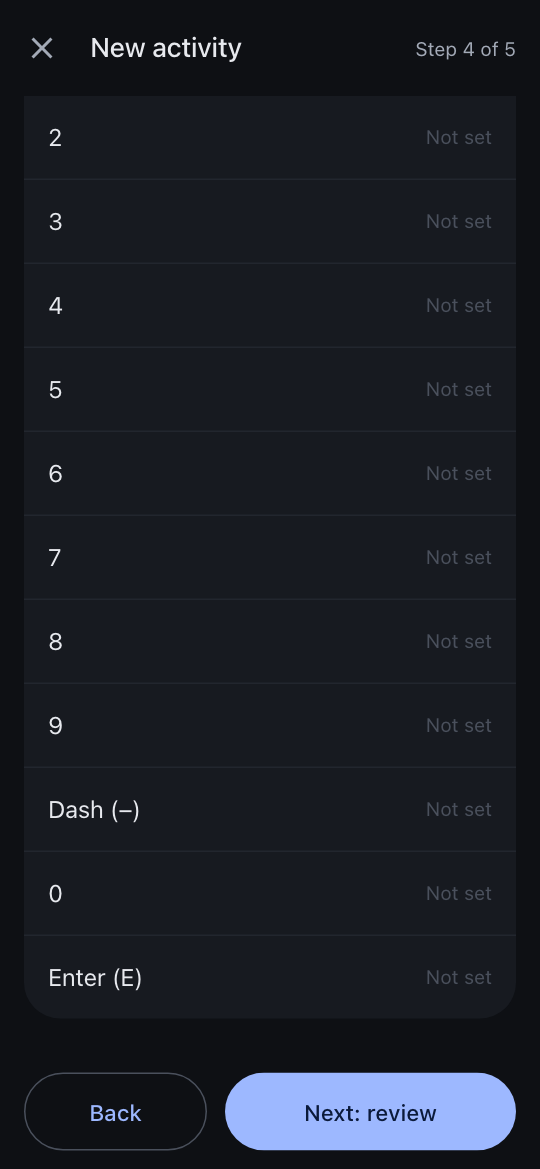 New activity
Step 4 of 5
2 Not set
3 Not set
4 Not set
5 Not set
6 Not set
7 Not set
8 Not set
9 Not set
Dash (–) Not set
0 Not set
Enter (E) Not set
Back
Next: review